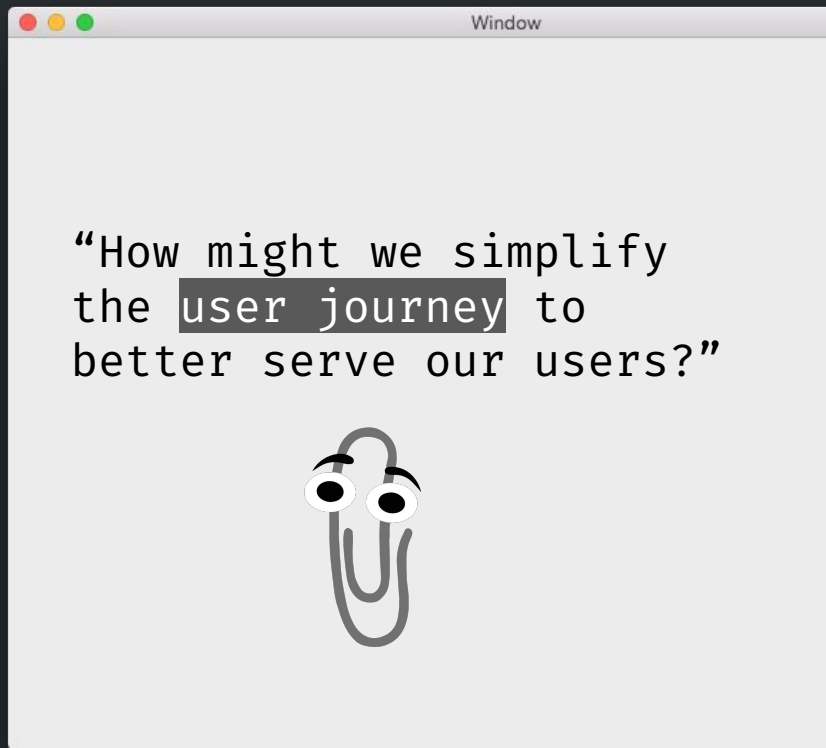 Window
“How might we simplify
the user journey to
better serve our users?”